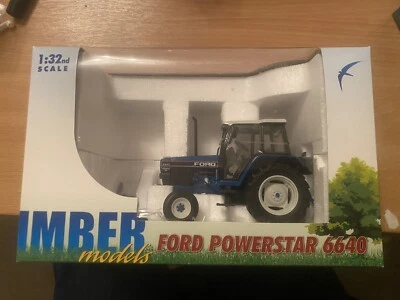 1:32nd
SCALE
FORD
IMBER
models
FORD POWERSTAR 6640